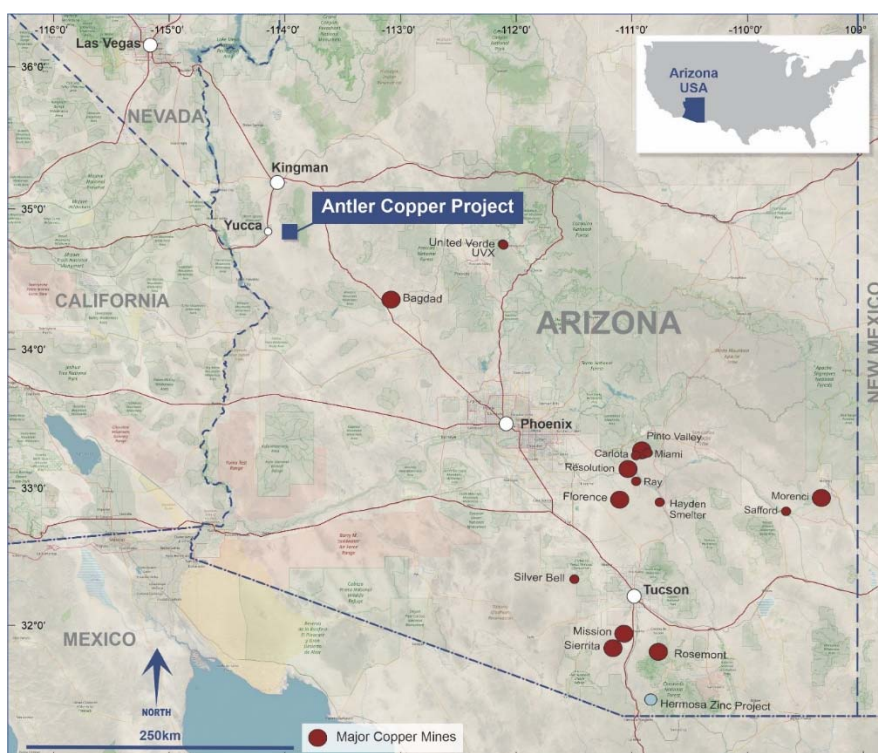 -116°0'
-115°0'
-114°0'
-113°0'
-112°0'
-111°0'
-110°0'
-109°
Las Vegas
36°0'
NEVADA
Arizona
USA
Kingman
35°0'
Antler Copper Project
Yucca
United Verde
UVX
CALIFORNIA
Bagdad
ARIZONA
NEW MEXICO
34°0'
Phoenix
Pinto Valley
Carlota
Miami
Resolution
Ray
33°0'
Florence
Hayden
Smelter
Morenci
Safford
Silver Bell
Tucson
32°0'
MEXICO
Mission
Sierrita
Rosemont
NORTH
Hermosa Zinc Project
250km
Major Copper Mines